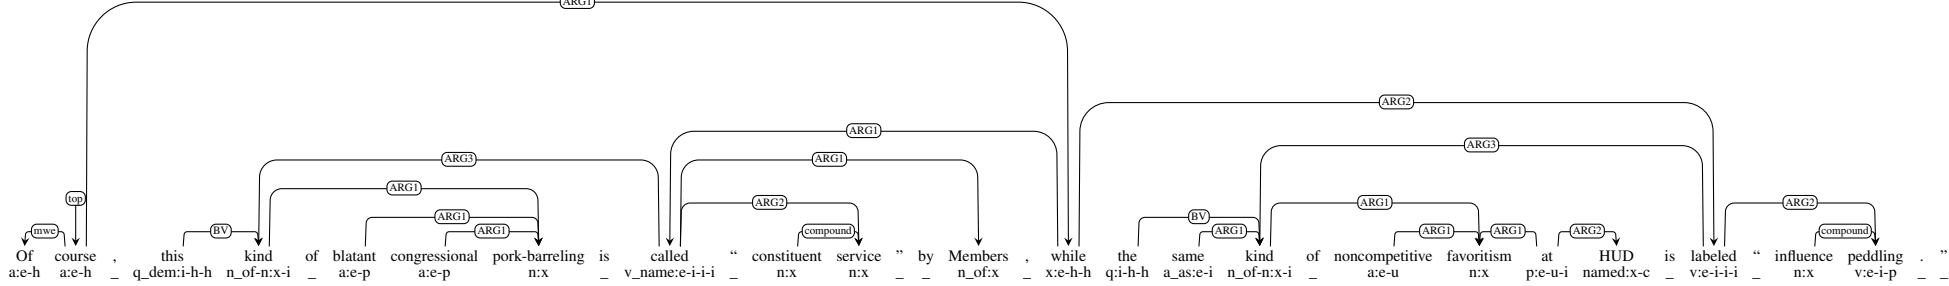 ARG1
ARG2
ARG1 ARG3 ARG1 ARG3
ARG1 ARG2 ARG1 ARG2
top ARG1 BV
mwe BV ARG1 compound ARG1 ARG1 ARG1 ARG2 compound
Of course , this kind of blatant congressional pork-barreling is called “ constituent service ” by Members , while the same kind of noncompetitive favoritism at HUD is labeled “ influence peddling . ”
a:e-h a:e-h _ q_dem:i-h-h n_of-n:x-i _ a:e-p a:e-p n:x _ v_name:e-i-i-i _ n:x n:x _ _ n_of:x _ x:e-h-h q:i-h-h a_as:e-i n_of-n:x-i _ a:e-u n:x p:e-u-i named:x-c _ v:e-i-i-i _ n:x v:e-i-p _ _